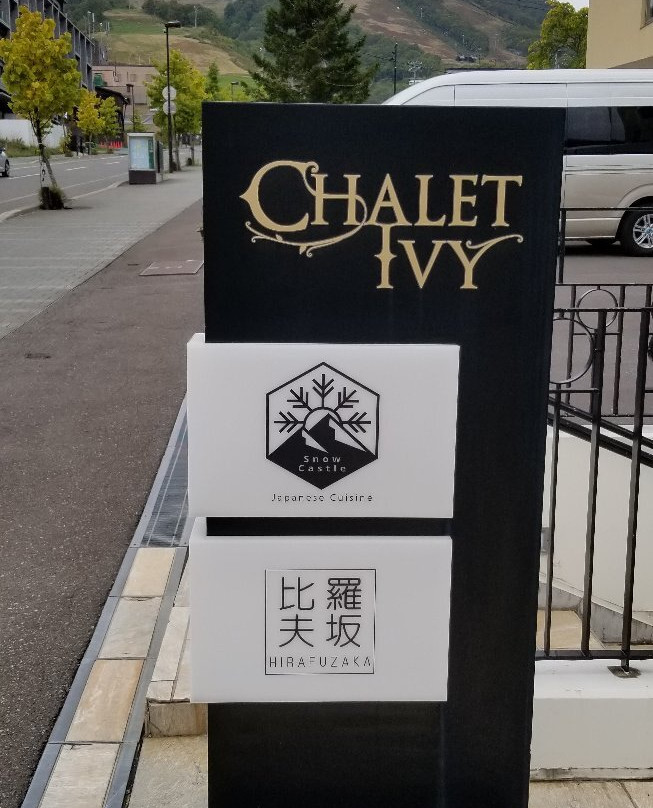 CHALET
IVY
Snow
Castle
Japanese Cuisine
比羅
夫坂
HIRAFUZAKA